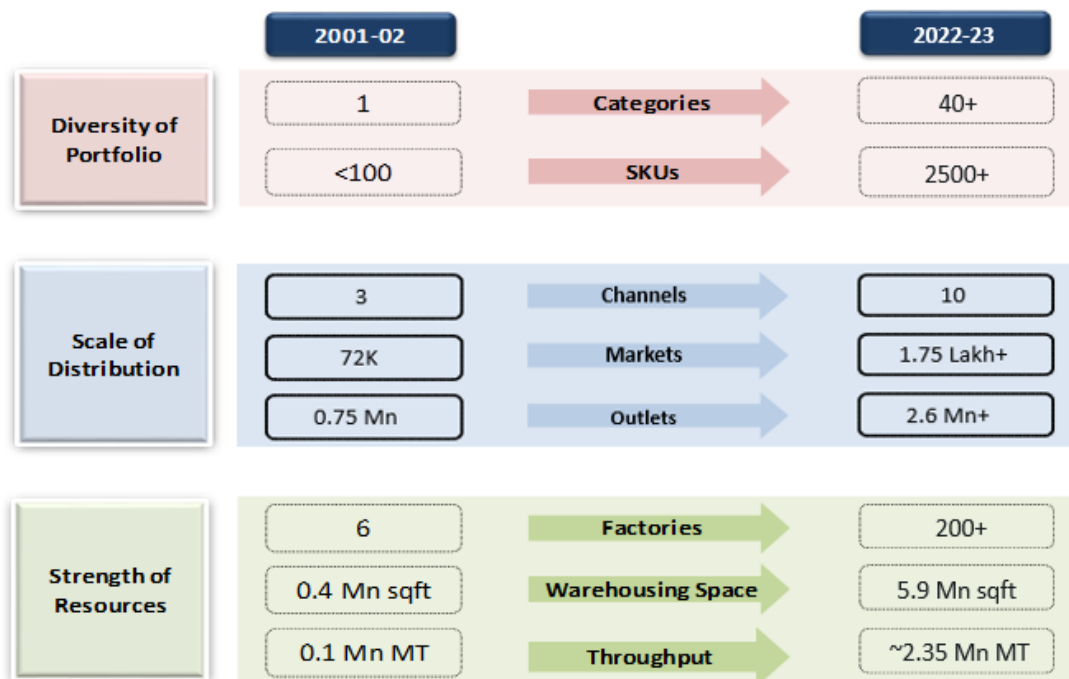 2001-02
2022-23
Diversity of
Portfolio
1
Categories
40+
<100
SKUs
2500+
Scale of
Distribution
3
Channels
10
72K
Markets
1.75 Lakh+
0.75 Mn
Outlets
2.6 Mn+
Strength of
Resources
6
Factories
200+
0.4 Mn sqft
Warehousing Space
5.9 Mn sqft
0.1 Mn MT
Throughput
~2.35 Mn MT